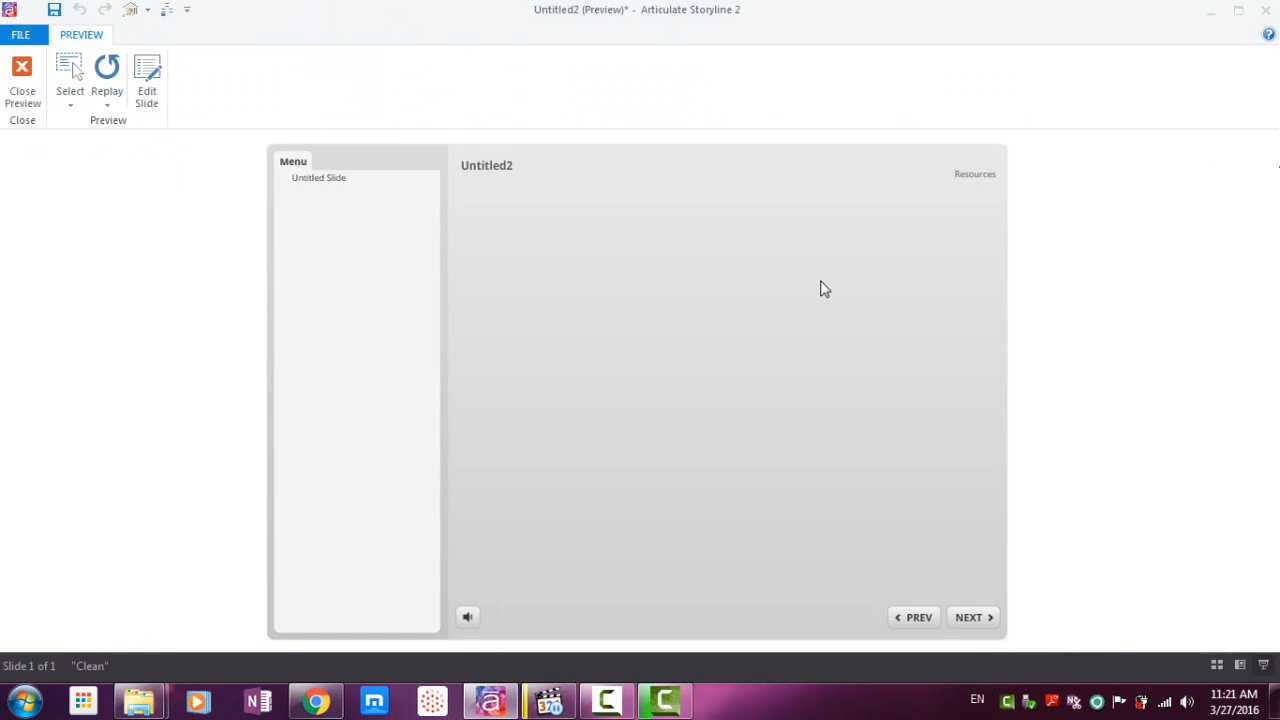 Untitled2 (Preview)* - Articulate Storyline 2
FILE
PREVIEW
Close Preview
Select
Replay
Edit Slide
Close
Preview
Menu
Untitled Slide
Untitled2
Resources
PREV
NEXT
Slide 1 of 1
"Clean"
EN
11:21 AM
3/27/2016